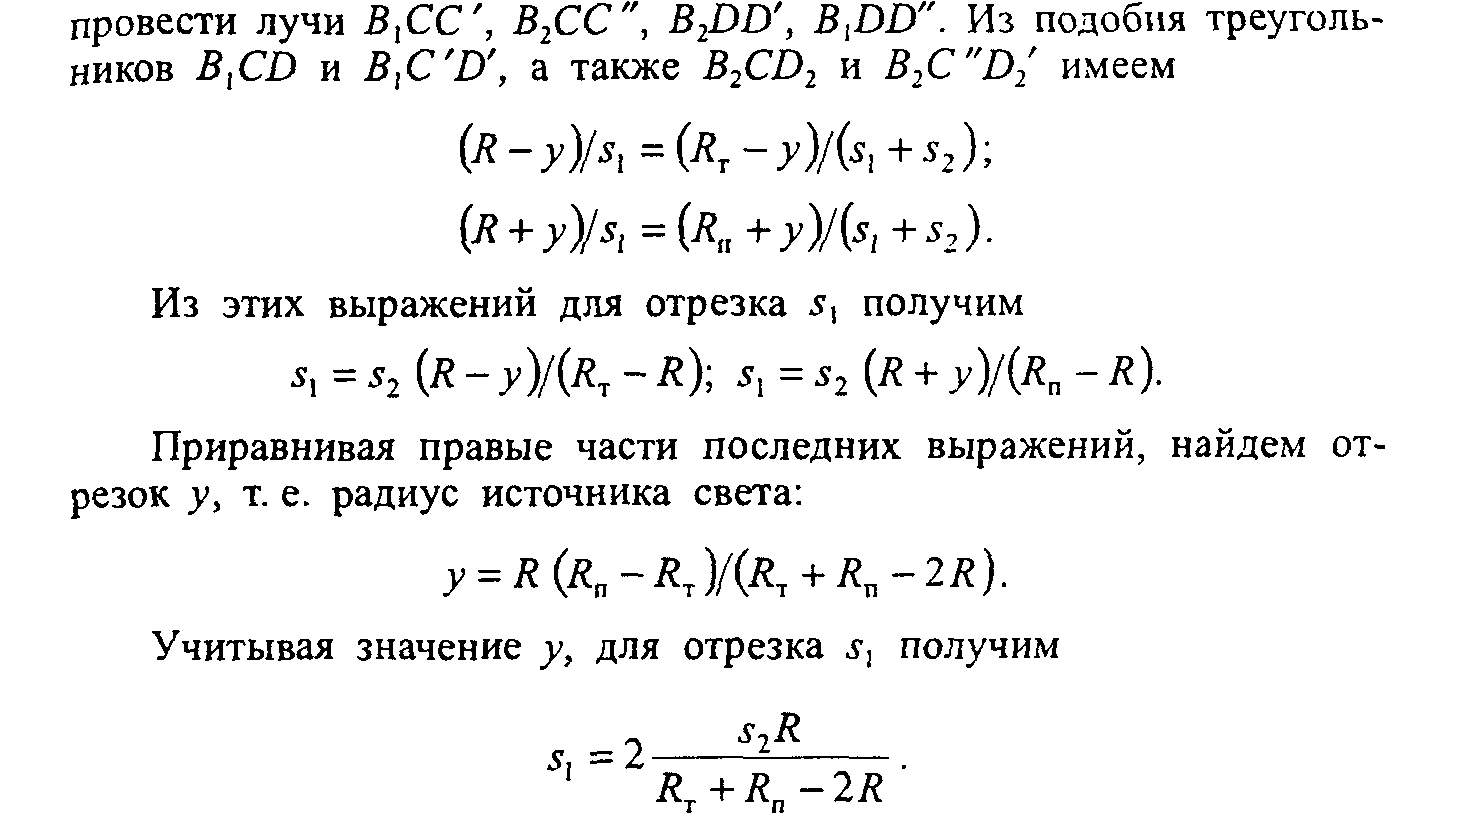 провести лучи B₁CC′, B₂CC″, B₂DD′, B₁DD″. Из подобия треуголь-
ников B₁CD и B₁C′D′, а также B₂CD₂ и B₂C″D₂′ имеем
(R − y)/s₁ = (Rт − y)/(s₁ + s₂);
(R + y)/s₁ = (Rп + y)/(s₁ + s₂).
Из этих выражений для отрезка s₁ получим
s₁ = s₂ (R − y)/(Rт − R); s₁ = s₂ (R + y)/(Rп − R).
Приравнивая правые части последних выражений, найдем от-
резок y, т. е. радиус источника света:
y = R (Rп − Rт)/(Rт + Rп − 2R).
Учитывая значение y, для отрезка s₁ получим
s₁ = 2 s₂R / (Rт + Rп − 2R).